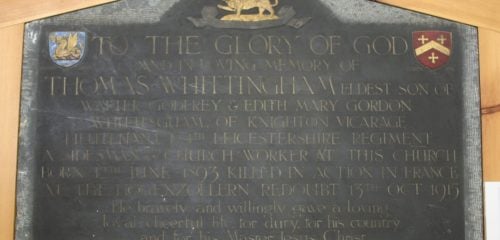 TO THE GLORY OF GOD
AND IN LOVING MEMORY OF
THOMAS WHITTINGHAM ELDEST SON OF
WALTER GODFREY & EDITH MARY GORDON
WHITTINGHAM, OF KNIGHTON VICARAGE
LIEUTENANT 4TH LEICESTERSHIRE REGIMENT
A SIDESMAN & CHURCH WORKER AT THIS CHURCH
BORN 12TH JUNE 1893 KILLED IN ACTION IN FRANCE
AT THE HOHENZOLLERN REDOUBT 13TH OCT 1915
He bravely and willingly gave a loving
loyal cheerful life for duty, for his country
and for his Master Jesus Christ